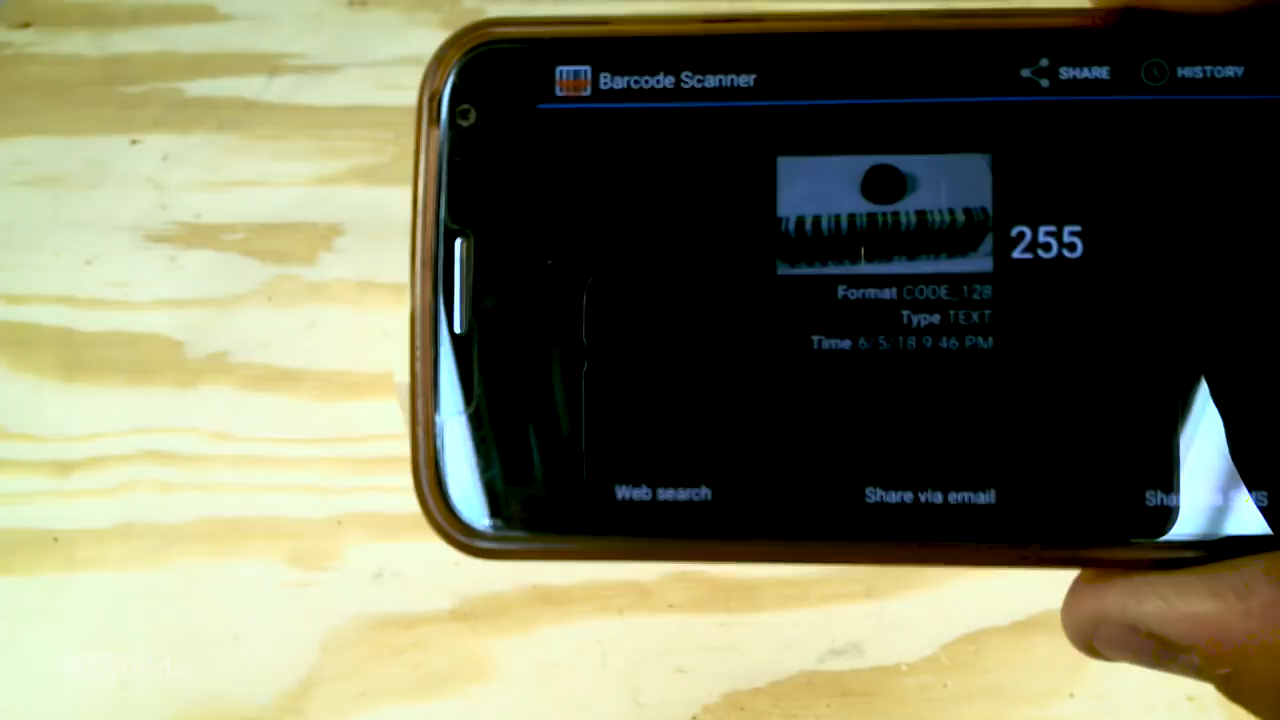 Barcode Scanner
SHARE
HISTORY
255
Format CODE_128
Type TEXT
Time 6/5/18 9:46 PM
Web search
Share via email